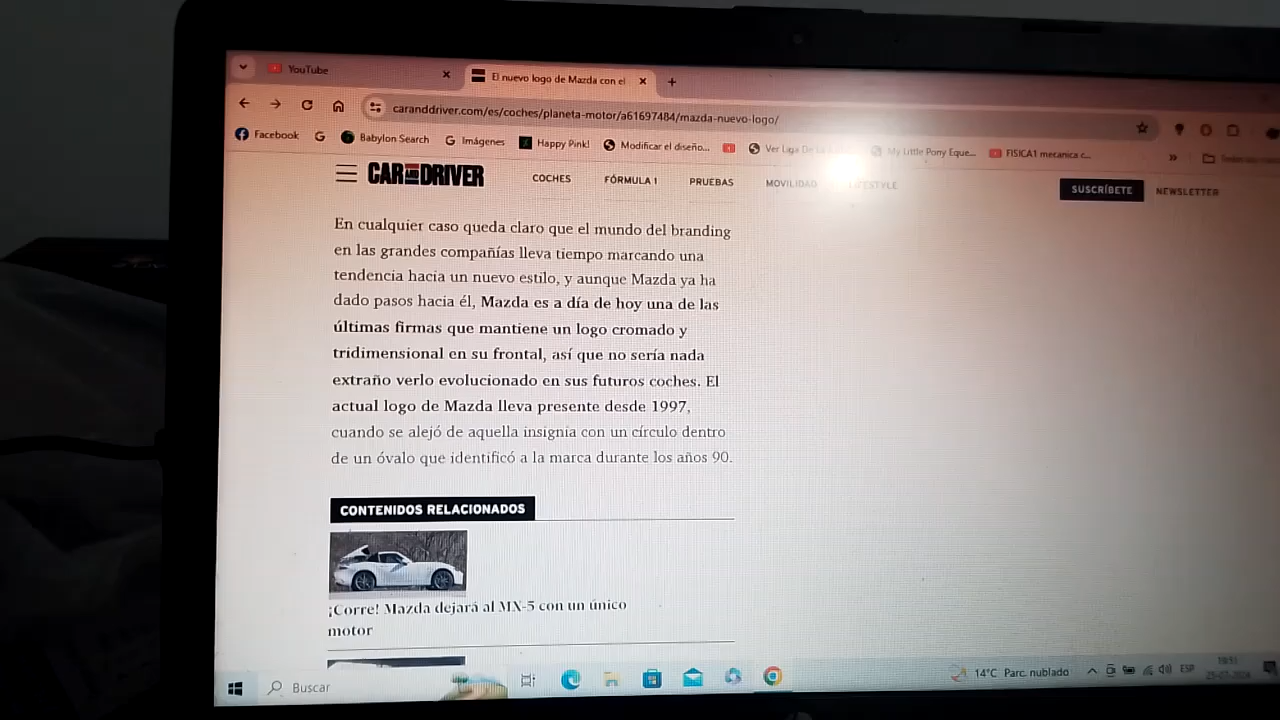 YouTube
El nuevo logo de Mazda con el
caranddriver.com/es/coches/planeta-motor/a61697484/mazda-nuevo-logo/
Facebook
Babylon Search
Imágenes
Happy Pink!
Modificar el diseño...
Ver Liga De
My Little Pony Eque...
FISICA1 mecanica c...
CAR AND DRIVER
COCHES
FÓRMULA 1
PRUEBAS
MOVILIDAD
LIFESTYLE
SUSCRÍBETE
NEWSLETTER
En cualquier caso queda claro que el mundo del branding
en las grandes compañías lleva tiempo marcando una
tendencia hacia un nuevo estilo, y aunque Mazda ya ha
dado pasos hacia él, Mazda es a día de hoy una de las
últimas firmas que mantiene un logo cromado y
tridimensional en su frontal, así que no sería nada
extraño verlo evolucionado en sus futuros coches. El
actual logo de Mazda lleva presente desde 1997,
cuando se alejó de aquella insignia con un círculo dentro
de un óvalo que identificó a la marca durante los años 90.
CONTENIDOS RELACIONADOS
¡Corre! Mazda dejará al MX-5 con un único
motor
Buscar
14°C Parc. nublado
ESP